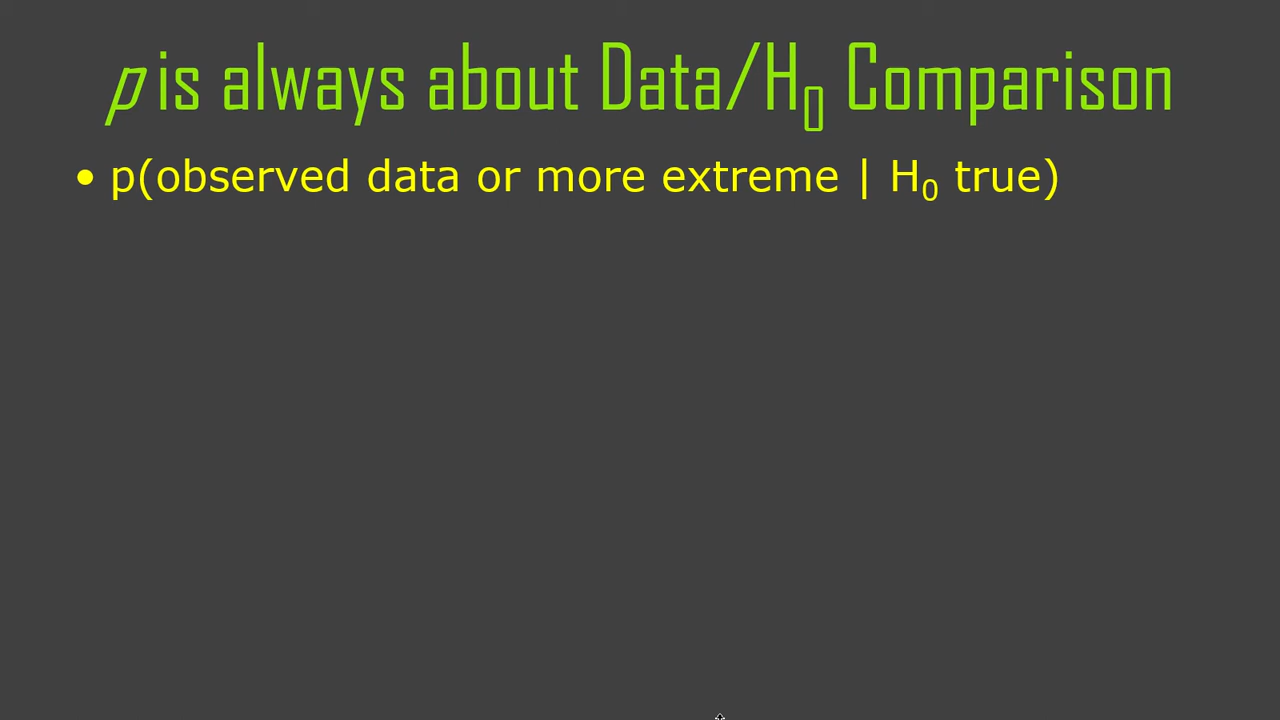 p is always about Data/H₀ Comparison
• p(observed data or more extreme | H₀ true)